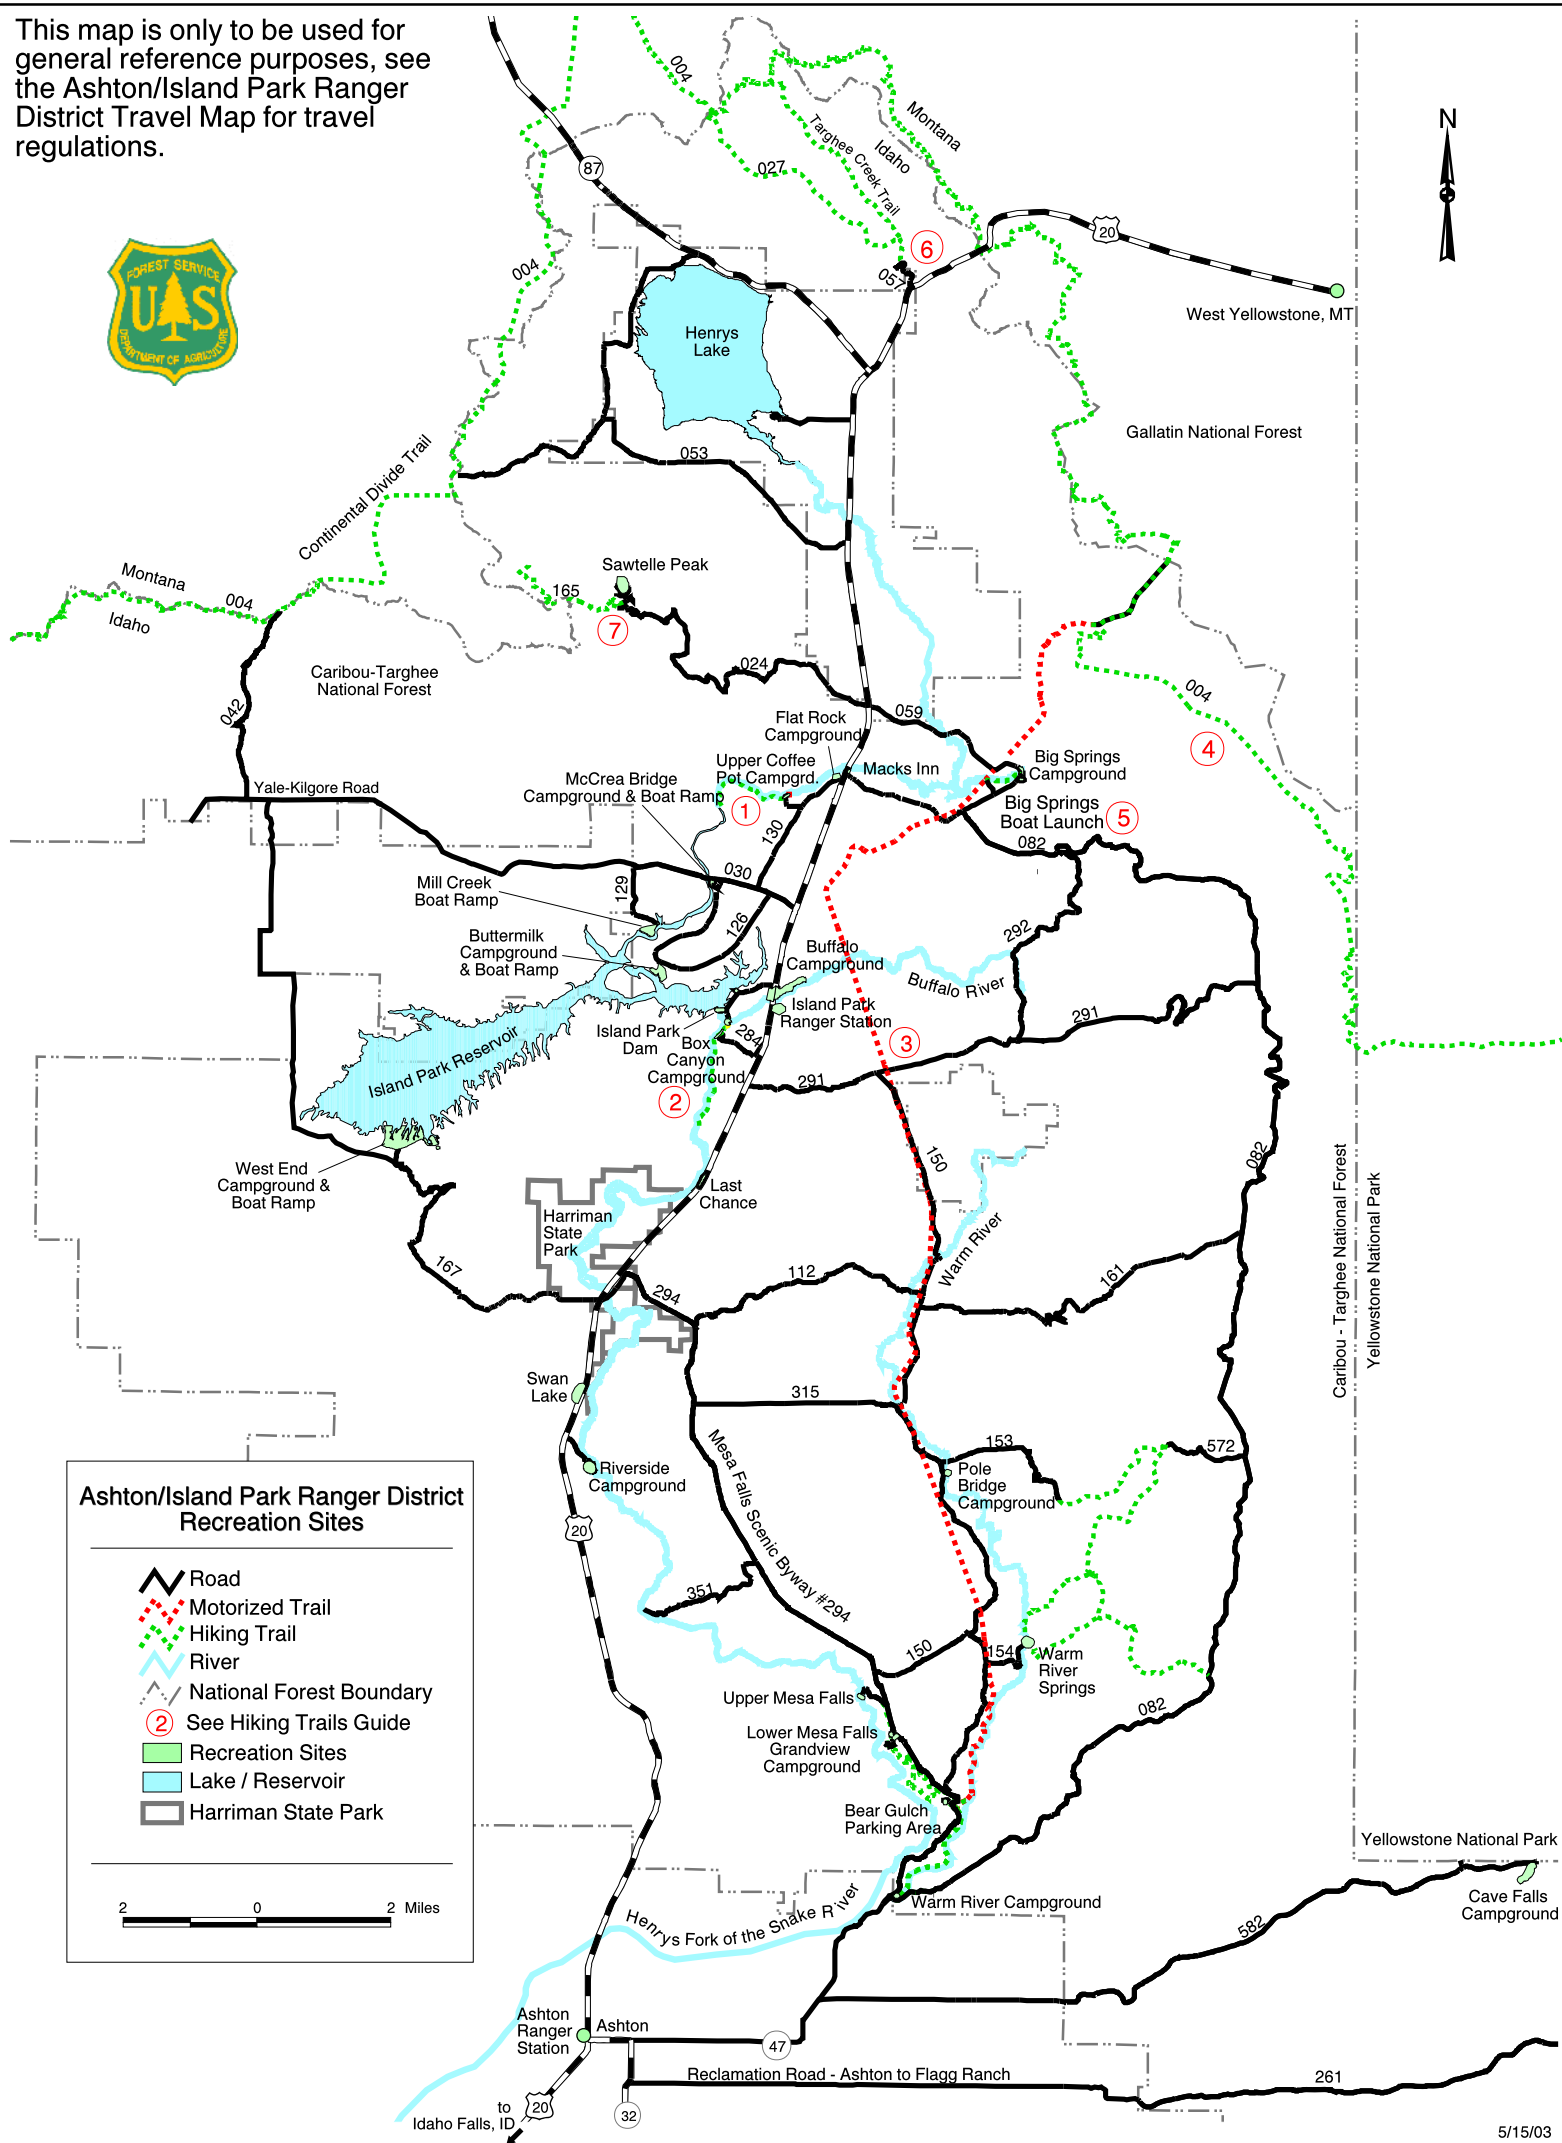 This map is only to be used for
general reference purposes, see
the Ashton/Island Park Ranger
District Travel Map for travel
regulations.
FOREST SERVICE
US
DEPARTMENT OF AGRICULTURE
N
004
Montana
Idaho
Targhee Creek Trail
027
87
6
20
057
004
West Yellowstone, MT
Henrys
Lake
Gallatin National Forest
053
Continental Divide Trail
Montana
004
Idaho
Sawtelle Peak
165
7
Caribou-Targhee
National Forest
024
004
042
059
4
Flat Rock
Campground
Upper Coffee
Pot Campgrd.
Macks Inn
Big Springs
Campground
McCrea Bridge
Campground & Boat Ramp
Yale-Kilgore Road
1
Big Springs
Boat Launch
5
130
082
030
129
Mill Creek
Boat Ramp
126
292
Buttermilk
Campground
& Boat Ramp
Buffalo
Campground
Buffalo River
Island Park
Ranger Station
291
Island Park
Dam
284
Box
Canyon
Campground
3
Island Park Reservoir
291
2
150
082
West End
Campground &
Boat Ramp
Last
Chance
Harriman
State
Park
Warm River
Caribou - Targhee National Forest
Yellowstone National Park
167
112
161
294
Swan
Lake
315
Mesa Falls Scenic Byway #294
153
572
Riverside
Campground
Pole
Bridge
Campground
20
351
150
154
Warm
River
Springs
Upper Mesa Falls
082
Lower Mesa Falls
Grandview
Campground
Bear Gulch
Parking Area
Yellowstone National Park
Warm River Campground
Cave Falls
Campground
Henrys Fork of the Snake River
582
Ashton
Ranger
Station
Ashton
47
Reclamation Road - Ashton to Flagg Ranch
261
to
Idaho Falls, ID
20
32
Ashton/Island Park Ranger District
Recreation Sites
Road
Motorized Trail
Hiking Trail
River
National Forest Boundary
2 See Hiking Trails Guide
Recreation Sites
Lake / Reservoir
Harriman State Park
2 0 2 Miles
5/15/03